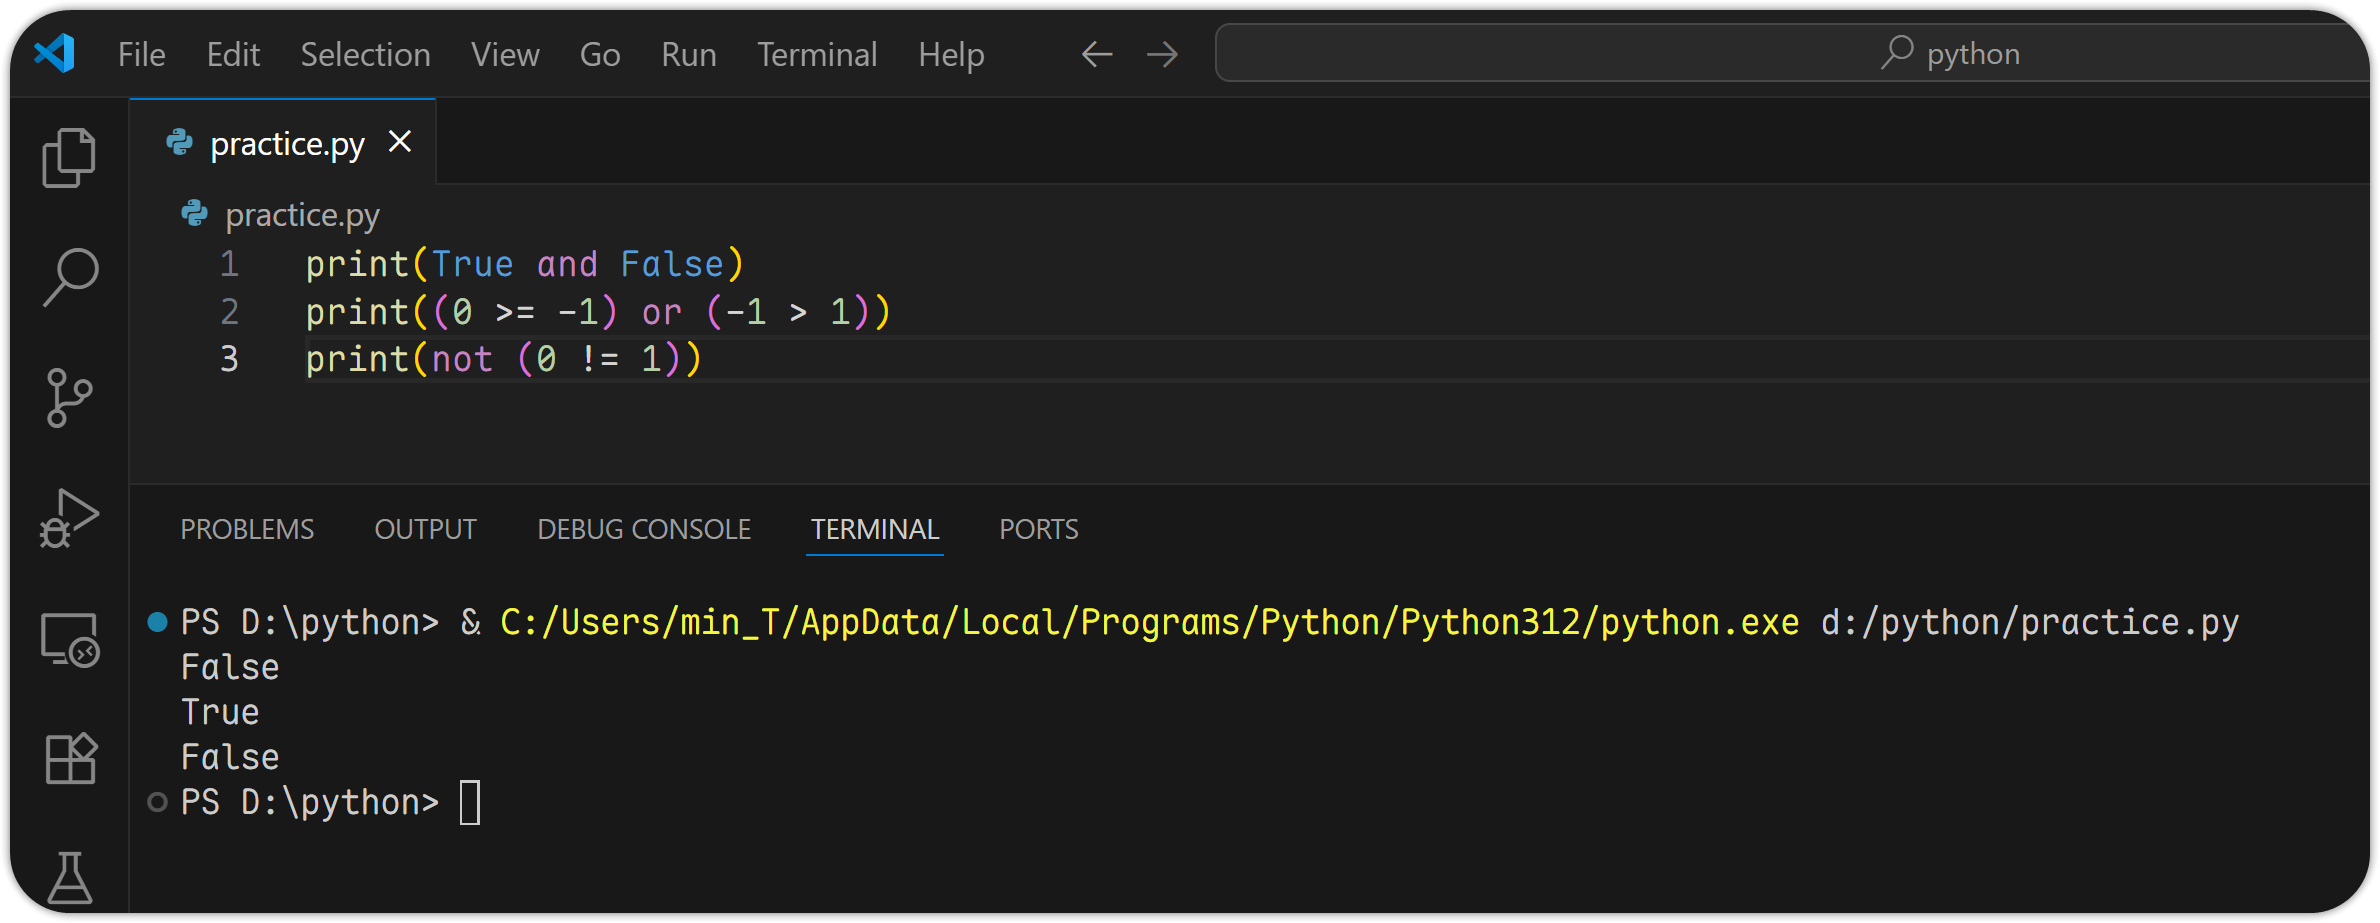 File Edit Selection View Go Run Terminal Help python
practice.py
practice.py
1 print(True and False)
2 print((0 >= -1) or (-1 > 1))
3 print(not (0 != 1))
PROBLEMS OUTPUT DEBUG CONSOLE TERMINAL PORTS
PS D:\python> & C:/Users/min_T/AppData/Local/Programs/Python/Python312/python.exe d:/python/practice.py
False
True
False
PS D:\python>